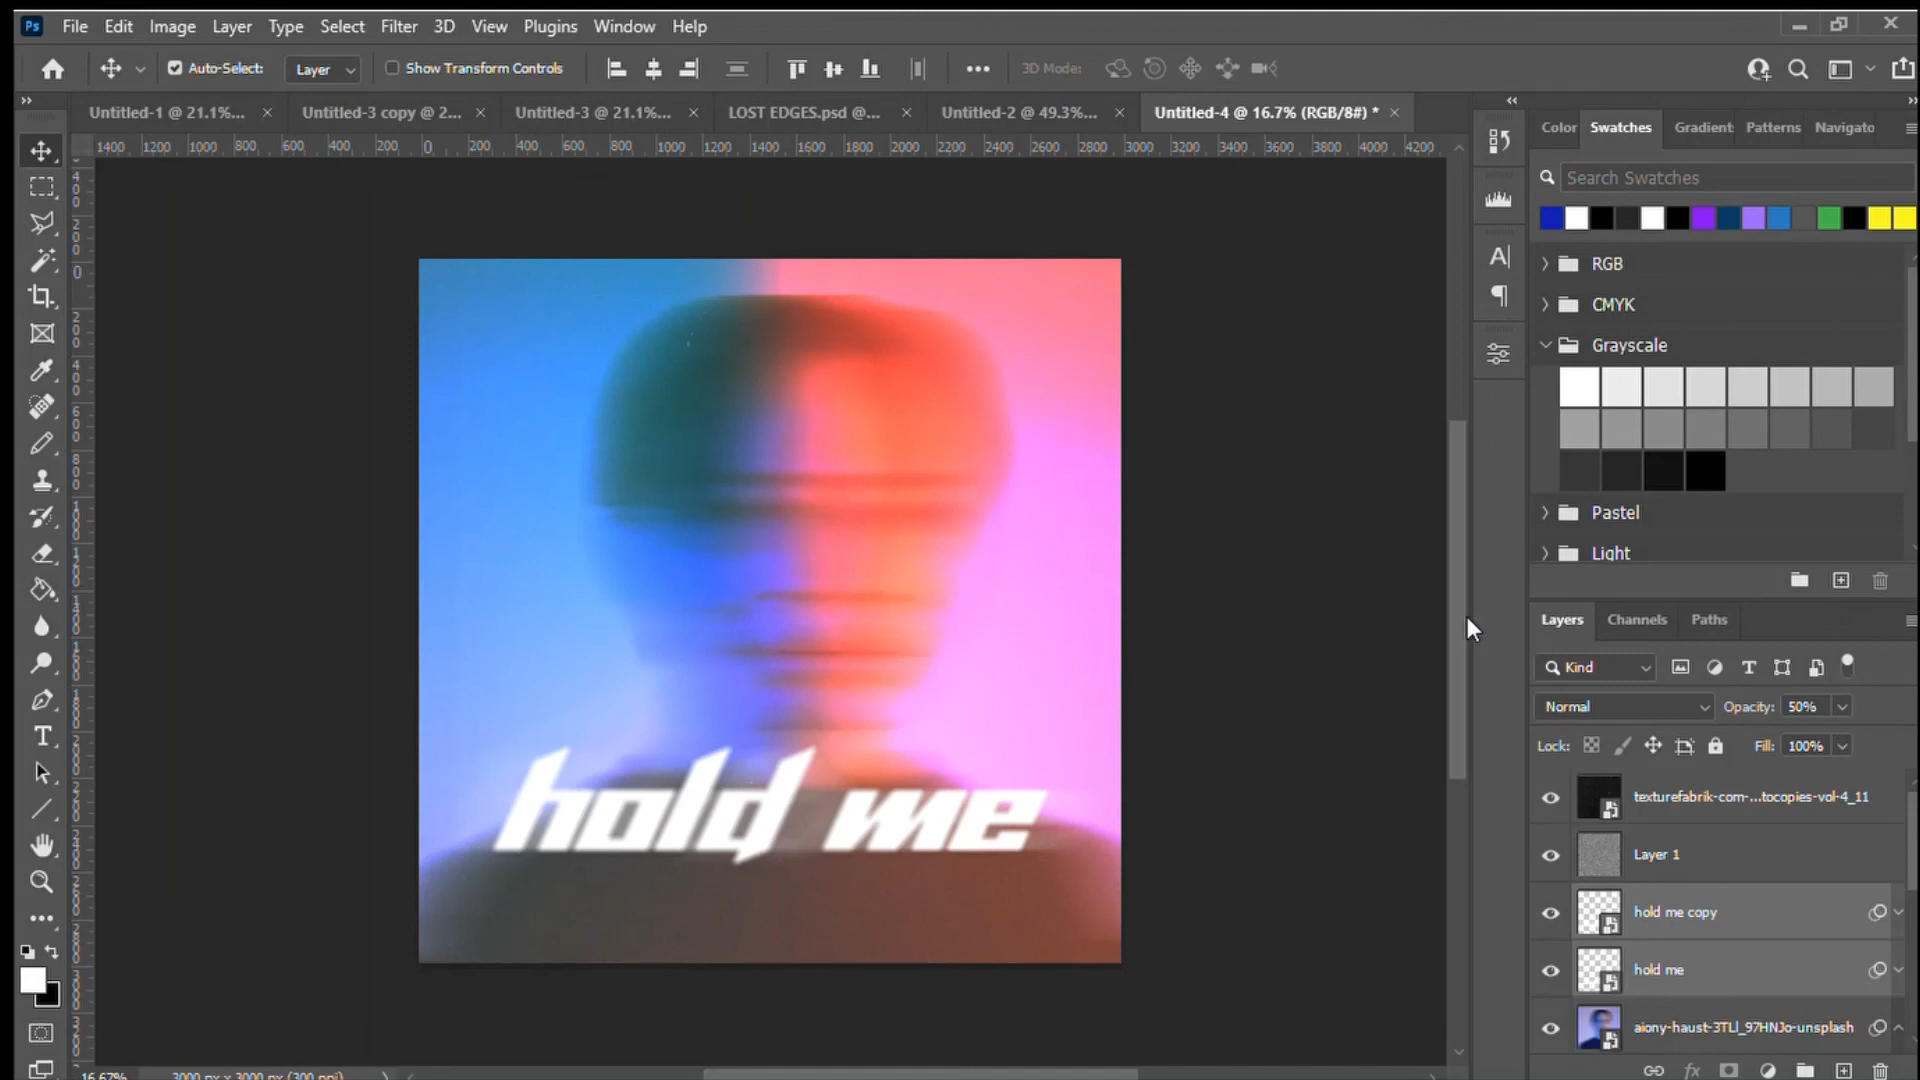 Ps File Edit Image Layer Type Select Filter 3D View Plugins Window Help
Auto-Select: Layer Show Transform Controls 3D Mode:
Untitled-1 @ 21.1%... Untitled-3 copy @ 2... Untitled-3 @ 21.1%... LOST EDGES.psd @... Untitled-2 @ 49.3%... Untitled-4 @ 16.7% (RGB/8#) *
1400 1200 1000 800 600 400 200 0 200 400 600 800 1000 1200 1400 1600 1800 2000 2200 2400 2600 2800 3000 3200 3400 3600 3800 4000 4200
Color Swatches Gradient Patterns Navigato
Search Swatches
RGB
CMYK
Grayscale
Pastel
Light
Layers Channels Paths
Kind
Normal Opacity: 50%
Lock: Fill: 100%
texturefabrik-com-...tocopies-vol-4_11
Layer 1
hold me copy
hold me
aiony-haust-3TLl_97HNJo-unsplash
hold me
16.67% 3000 px x 3000 px (300 ppi)